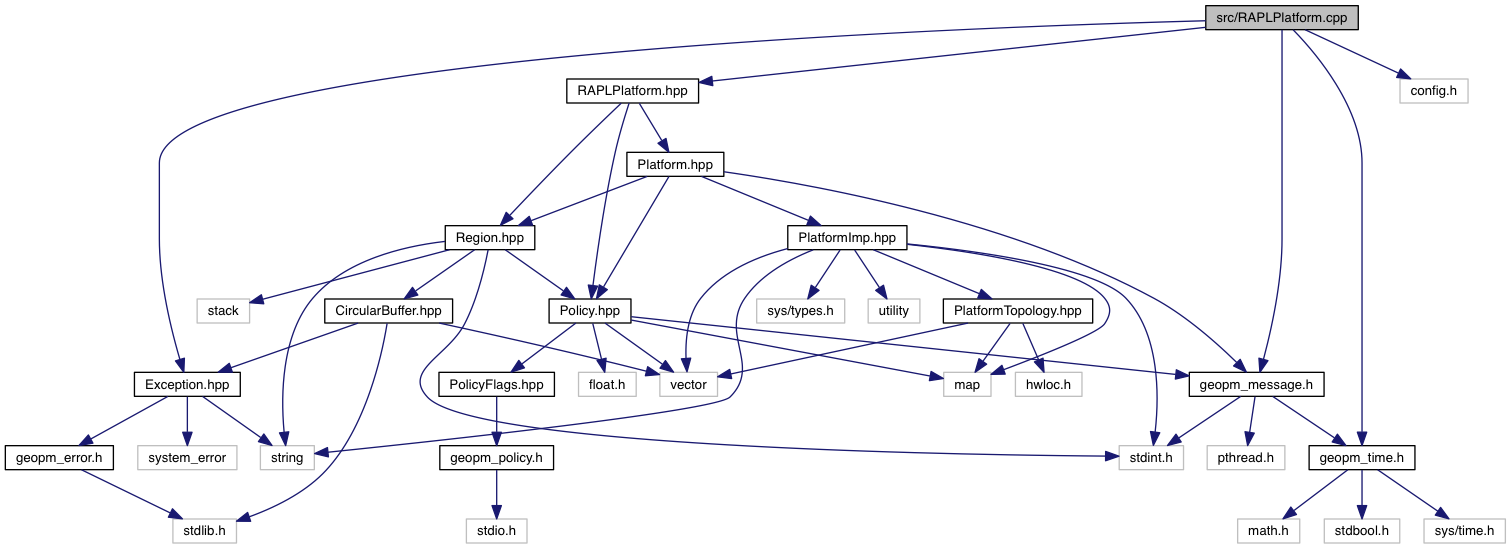 src/RAPLPlatform.cpp
RAPLPlatform.hpp
config.h
Platform.hpp
Region.hpp
PlatformImp.hpp
stack
CircularBuffer.hpp
Policy.hpp
sys/types.h
utility
PlatformTopology.hpp
Exception.hpp
PolicyFlags.hpp
float.h
vector
map
hwloc.h
geopm_message.h
geopm_error.h
system_error
string
geopm_policy.h
stdint.h
pthread.h
geopm_time.h
stdlib.h
stdio.h
math.h
stdbool.h
sys/time.h